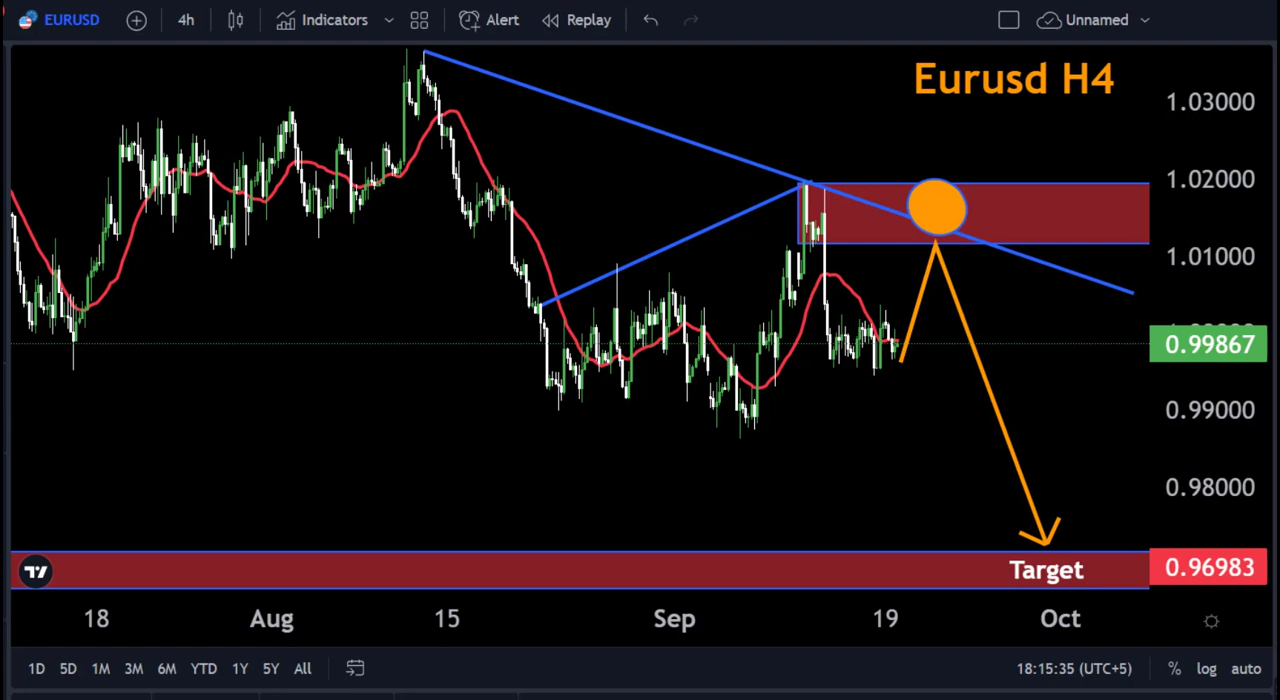 EURUSD 4h Indicators Alert Replay Unnamed
Eurusd H4
1.03000
1.02000
1.01000
0.99867
0.99000
0.98000
Target 0.96983
18 Aug 15 Sep 19 Oct
1D 5D 1M 3M 6M YTD 1Y 5Y All 18:15:35 (UTC+5) % log auto